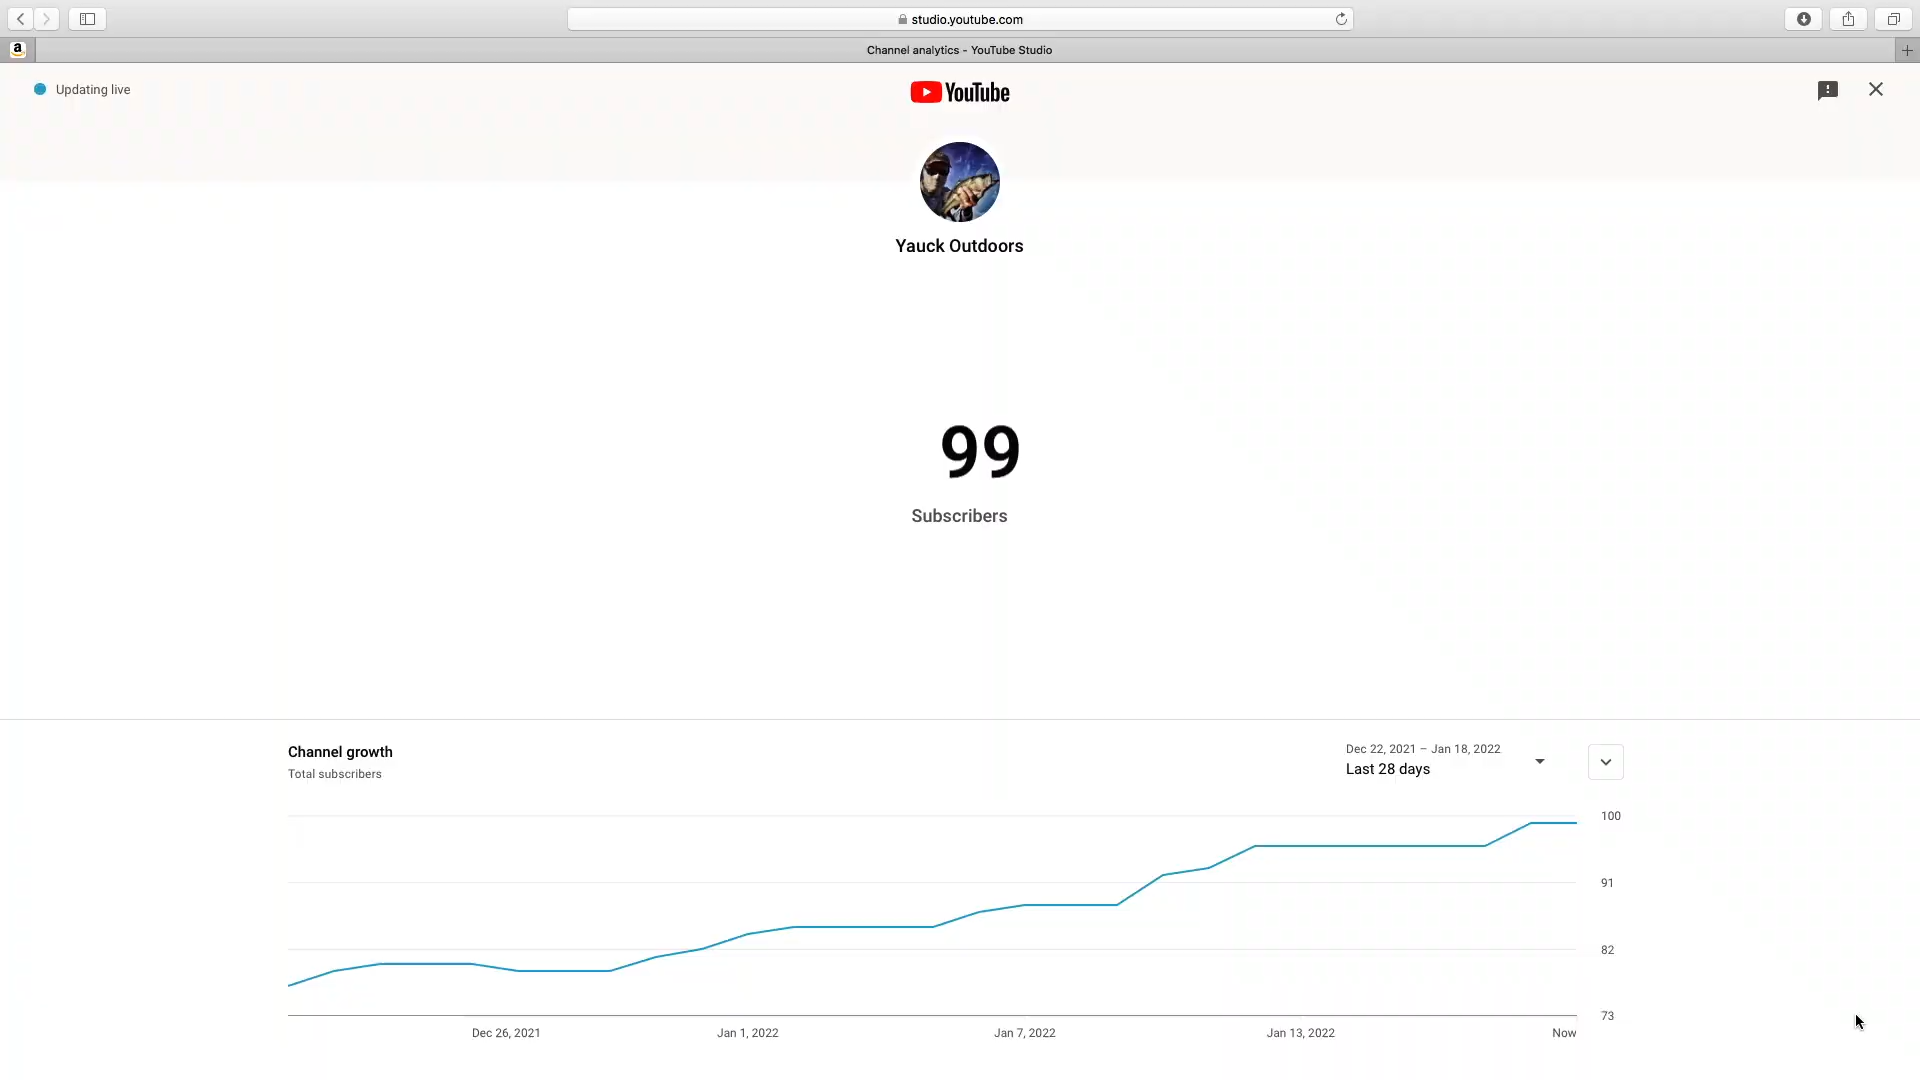 studio.youtube.com
a
Channel analytics - YouTube Studio
Updating live
YouTube
Yauck Outdoors
99
Subscribers
Channel growth
Total subscribers
Dec 22, 2021 – Jan 18, 2022
Last 28 days
100
91
82
73
Dec 26, 2021
Jan 1, 2022
Jan 7, 2022
Jan 13, 2022
Now